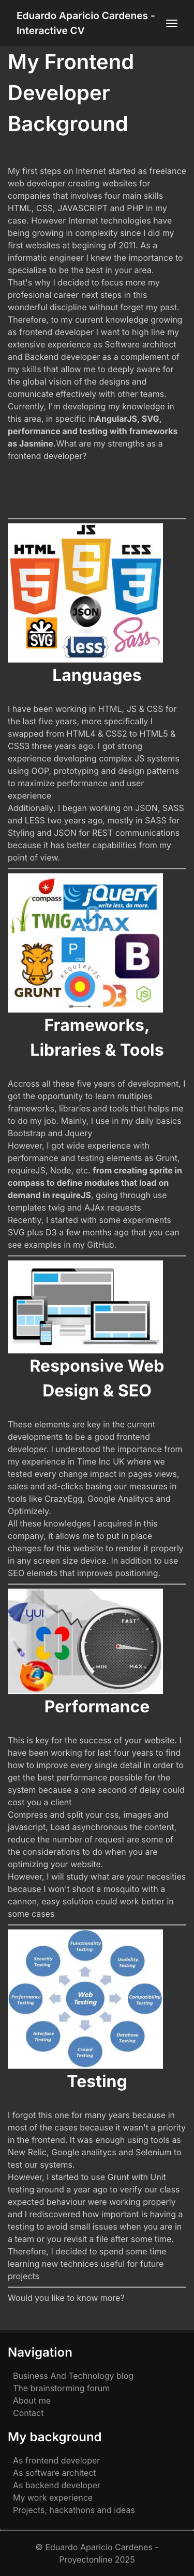 Eduardo Aparicio Cardenes -
Interactive CV
My Frontend
Developer
Background
My first steps on Internet started as freelance
web developer creating websites for
companies that involves four main skills
HTML, CSS, JAVASCRIPT and PHP in my
case. However Internet technologies have
being growing in complexity since I did my
first websites at begining of 2011. As a
informatic engineer I knew the importance to
specialize to be the best in your area.
That's why I decided to focus more my
profesional career next steps in this
wonderful discipline without forget my past.
Therefore, to my current knowledge growing
as frontend developer I want to high line my
extensive experience as Software architect
and Backend developer as a complement of
my skills that allow me to deeply aware for
the global vision of the designs and
comunicate effectively with other teams.
Currently, I'm developing my knowledge in
this area, in specific inAngularJS, SVG,
performance and testing with frameworks
as Jasmine.What are my strengths as a
frontend developer?
JS
HTML
CSS
5
5
3
JSON
SVG
{less}
Sass
Languages
I have been working in HTML, JS & CSS for
the last five years, more specifically I
swapped from HTML4 & CSS2 to HTML5 &
CSS3 three years ago. I got strong
experience developing complex JS systems
using OOP, prototyping and design patterns
to maximize performance and user
experience
Additionally, I began working on JSON, SASS
and LESS two years ago, mostly in SASS for
Styling and JSON for REST communications
because it has better capabilities from my
point of view.
compass
jQuery
write less, do more.
TWIG
AJAX
P
B
GRUNT
Frameworks,
Libraries & Tools
Accross all these five years of development, I
got the opportunity to learn multiples
frameworks, libraries and tools that helps me
to do my job. Mainly, I use in my daily basics
Bootstrap and Jquery
However, I got wide experience with
performance and testing elements as Grunt,
requireJS, Node, etc. from creating sprite in
compass to define modules that load on
demand in requireJS, going through use
templates twig and AJAx requests
Recently, I started with some experiments
SVG plus D3 a few months ago that you can
see examples in my GitHub.
Responsive Web
Design & SEO
These elements are key in the current
developments to be a good frontend
developer. I understood the importance from
my experience in Time Inc UK where we
tested every change impact in pages views,
sales and ad-clicks basing our measures in
tools like CrazyEgg, Google Analitycs and
Optimizely.
All these knowledges I acquired in this
company, it allows me to put in place
changes for this website to render it properly
in any screen size device. In addition to use
SEO elemets that improves positioning.
YUI
FAST
MIN
MAX
Firefox
Performance
This is key for the success of your website. I
have been working for last four years to find
how to improve every single detail in order to
get the best performance possible for the
system because a one second of delay could
cost you a client
Compress and split your css, images and
javascript, Load asynchronous the content,
reduce the number of request are some of
the considerations to do when you are
optimizing your website.
However, I will study what are your necesities
because I won't shoot a mosquito with a
cannon, easy solution could work better in
some cases
Functionality
Testing
Security
Testing
Usability
Testing
Performance
Testing
Web
Testing
Compatibility
Testing
Interface
Testing
Database
Testing
Crowd
Testing
Testing
I forgot this one for many years because in
most of the cases because it wasn't a priority
in the frontend. It was enough using tools as
New Relic, Google analitycs and Selenium to
test our systems.
However, I started to use Grunt with Unit
testing around a year ago to verify our class
expected behaviour were working properly
and I rediscovered how important is having a
testing to avoid small issues when you are in
a team or you revisit a file after some time.
Therefore, I decided to spend some time
learning new technices useful for future
projects
Would you like to know more?
Navigation
Business And Technology blog
The brainstorming forum
About me
Contact
My background
As frontend developer
As software architect
As backend developer
My work experience
Projects, hackathons and ideas
© Eduardo Aparicio Cardenes -
Proyectonline 2025